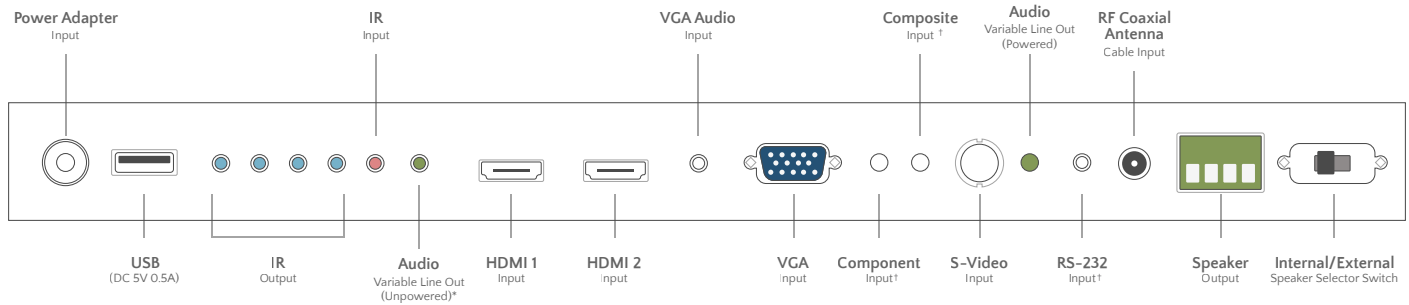 Power Adapter
Input
IR
Input
VGA Audio
Input
Composite
Input †
Audio
Variable Line Out
(Powered)
RF Coaxial
Antenna
Cable Input
USB
(DC 5V 0.5A)
IR
Output
Audio
Variable Line Out
(Unpowered)*
HDMI 1
Input
HDMI 2
Input
VGA
Input
Component
Input†
S-Video
Input
RS-232
Input†
Speaker
Output
Internal/External
Speaker Selector Switch